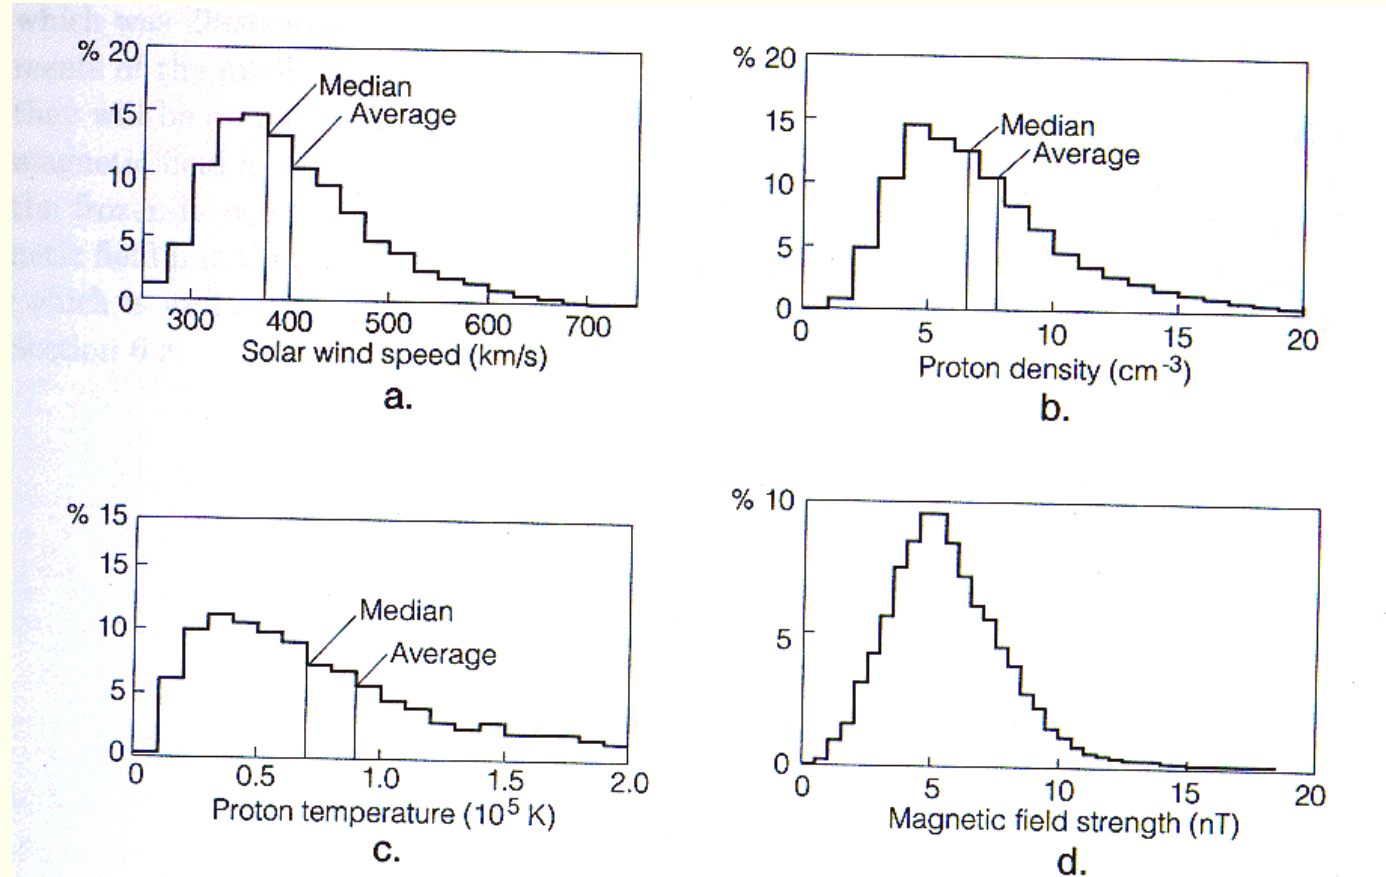 % 20
15
10
5
0
Median
Average
300 400 500 600 700
Solar wind speed (km/s)
a.
% 20
15
10
5
0
Median
Average
0 5 10 15 20
Proton density (cm⁻³)
b.
% 15
15
10
5
0
Median
Average
0 0.5 1.0 1.5 2.0
Proton temperature (10⁵ K)
c.
% 10
5
0
0 5 10 15 20
Magnetic field strength (nT)
d.